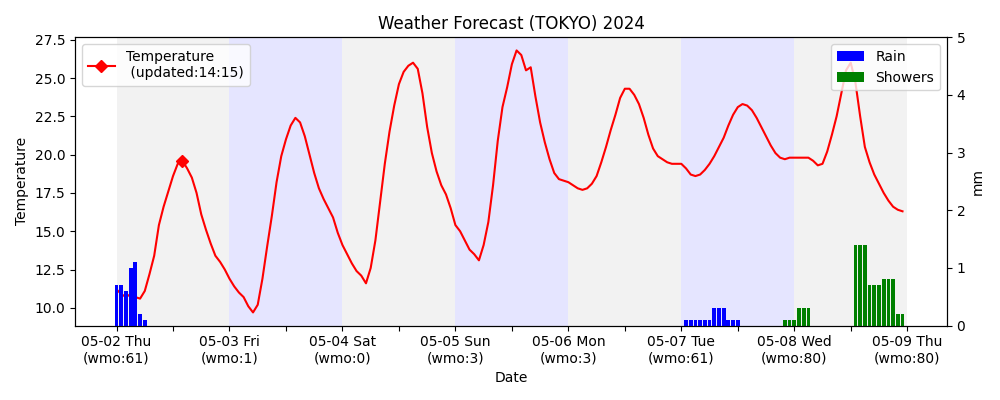 Weather Forecast (TOKYO) 2024
Temperature
(updated:14:15)
Rain
Showers
27.5
25.0
22.5
20.0
17.5
15.0
12.5
10.0
Temperature
5
4
3
2
1
0
mm
05-02 Thu
(wmo:61)
05-03 Fri
(wmo:1)
05-04 Sat
(wmo:0)
05-05 Sun
(wmo:3)
05-06 Mon
(wmo:3)
05-07 Tue
(wmo:61)
05-08 Wed
(wmo:80)
05-09 Thu
(wmo:80)
Date